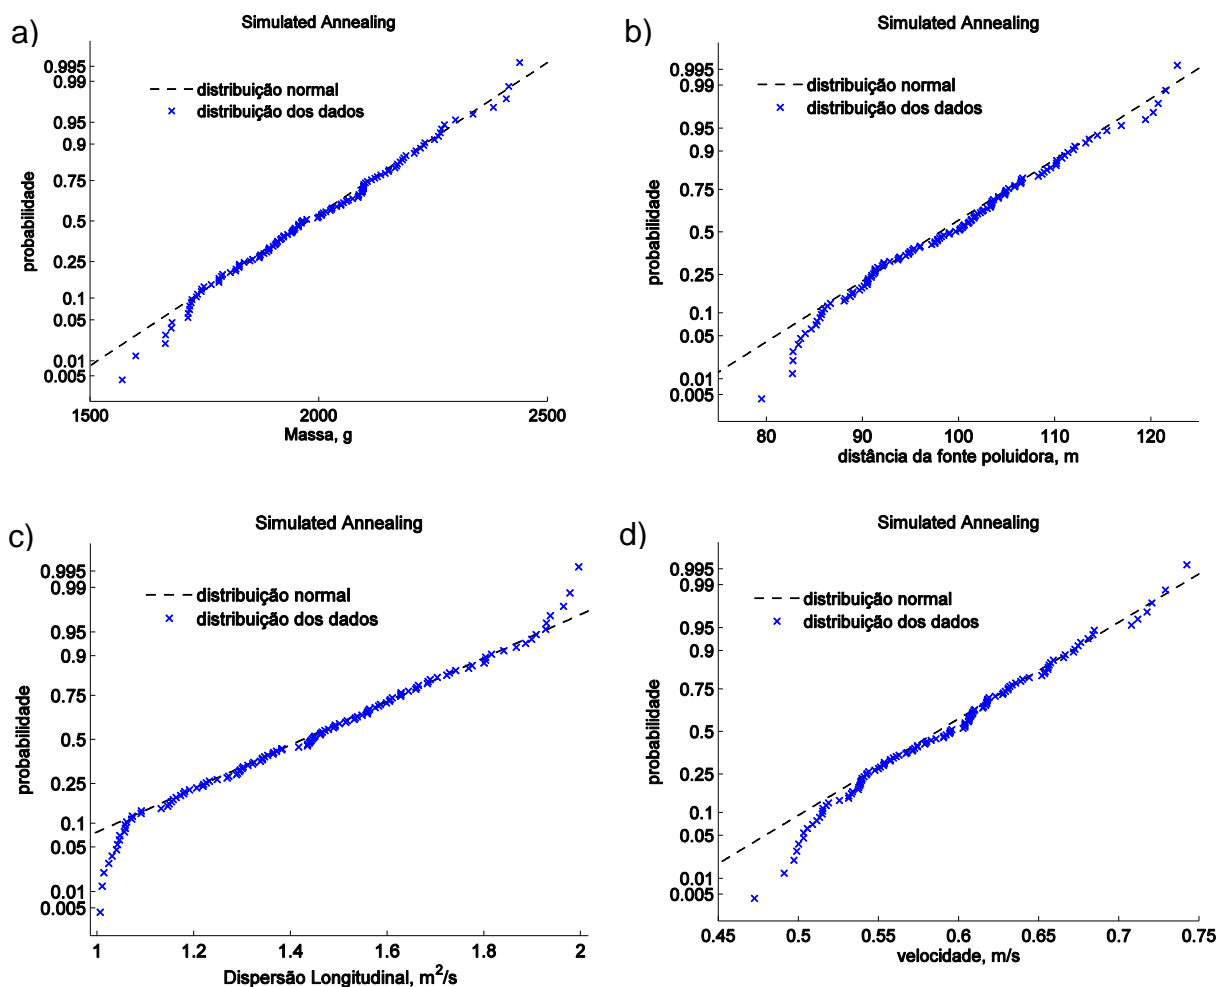 a)
Simulated Annealing
0.995
0.99
0.95
0.9
0.75
0.5
0.25
0.1
0.05
0.01
0.005
probabilidade
distribuição normal
distribuição dos dados
1500 2000 2500
Massa, g
b)
Simulated Annealing
0.995
0.99
0.95
0.9
0.75
0.5
0.25
0.1
0.05
0.01
0.005
probabilidade
distribuição normal
distribuição dos dados
80 90 100 110 120
distância da fonte poluidora, m
c)
Simulated Annealing
0.995
0.99
0.95
0.9
0.75
0.5
0.25
0.1
0.05
0.01
0.005
probabilidade
distribuição normal
distribuição dos dados
1 1.2 1.4 1.6 1.8 2
Dispersão Longitudinal, m²/s
d)
Simulated Annealing
0.995
0.99
0.95
0.9
0.75
0.5
0.25
0.1
0.05
0.01
0.005
probabilidade
distribuição normal
distribuição dos dados
0.45 0.5 0.55 0.6 0.65 0.7 0.75
velocidade, m/s